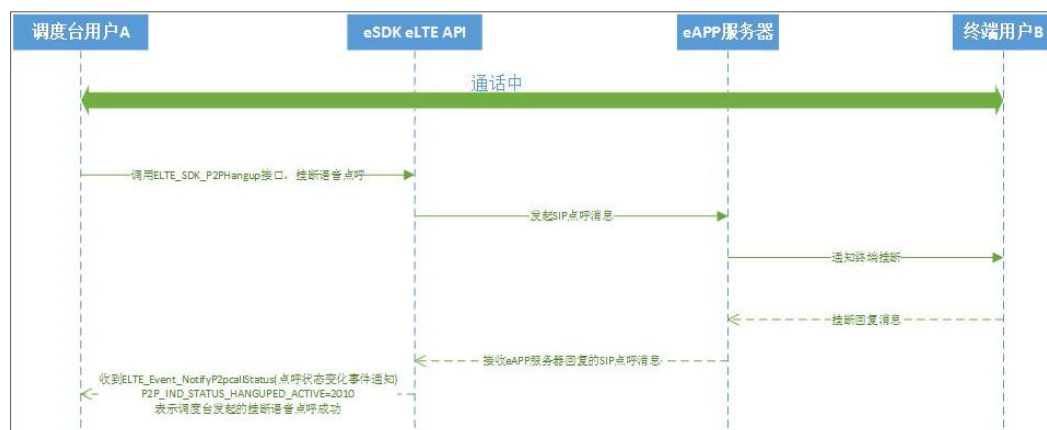 调度台用户A
eSDK eLTE API
eAPP服务器
终端用户B
通话中
调用ELTE_SDK_P2PHangup接口，挂断语音点呼
发起SIP点呼消息
通知终端挂断
挂断回复消息
接收eAPP服务器回复的SIP点呼消息
收到ELTE_Event_NotifyP2pcallStatus(点呼状态变化事件通知)
P2P_IND_STATUS_HANGUPED_ACTIVE=2010
表示调度台发起的挂断语音点呼成功